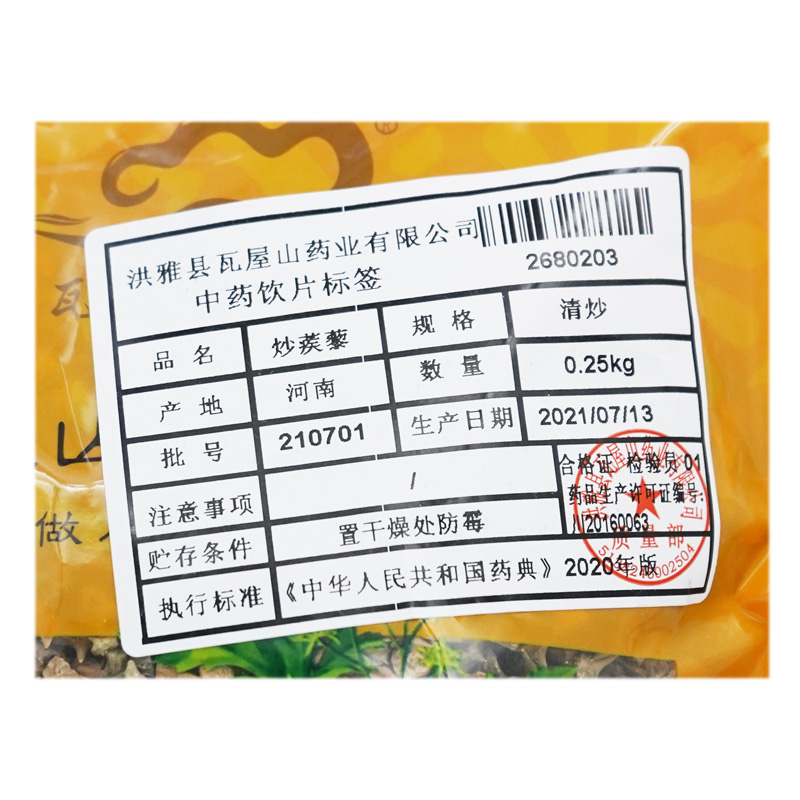 ®
洪雅县瓦屋山药业有限公司
中药饮片标签
2680203
品名 炒蒺藜 规格 清炒
产地 河南 数量 0.25kg
批号 210701 生产日期 2021/07/13
注意事项 /
合格证 检验员 01
药品生产许可证编号:
川20160063
贮存条件 置干燥处防霉
执行标准 《中华人民共和国药典》2020年版
质量部
瓦
山
做